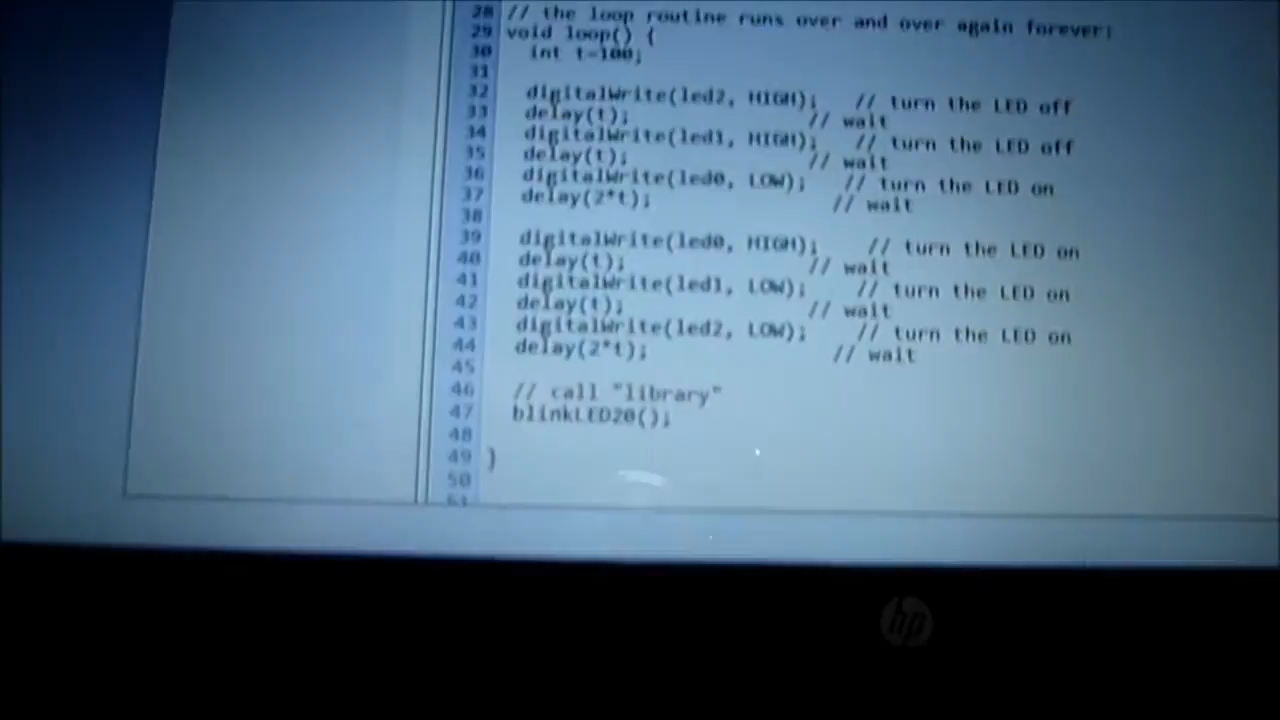 28 // the loop routine runs over and over again forever:
29 void loop() {
30 int t=100;
31
32 digitalWrite(led2, HIGH); // turn the LED off
33 delay(t); // wait
34 digitalWrite(led1, HIGH); // turn the LED off
35 delay(t); // wait
36 digitalWrite(led0, LOW); // turn the LED on
37 delay(2*t); // wait
38
39 digitalWrite(led0, HIGH); // turn the LED on
40 delay(t); // wait
41 digitalWrite(led1, LOW); // turn the LED on
42 delay(t); // wait
43 digitalWrite(led2, LOW); // turn the LED on
44 delay(2*t); // wait
45
46 // call "library"
47 blinkLED20();
48
49 }
50
51
hp